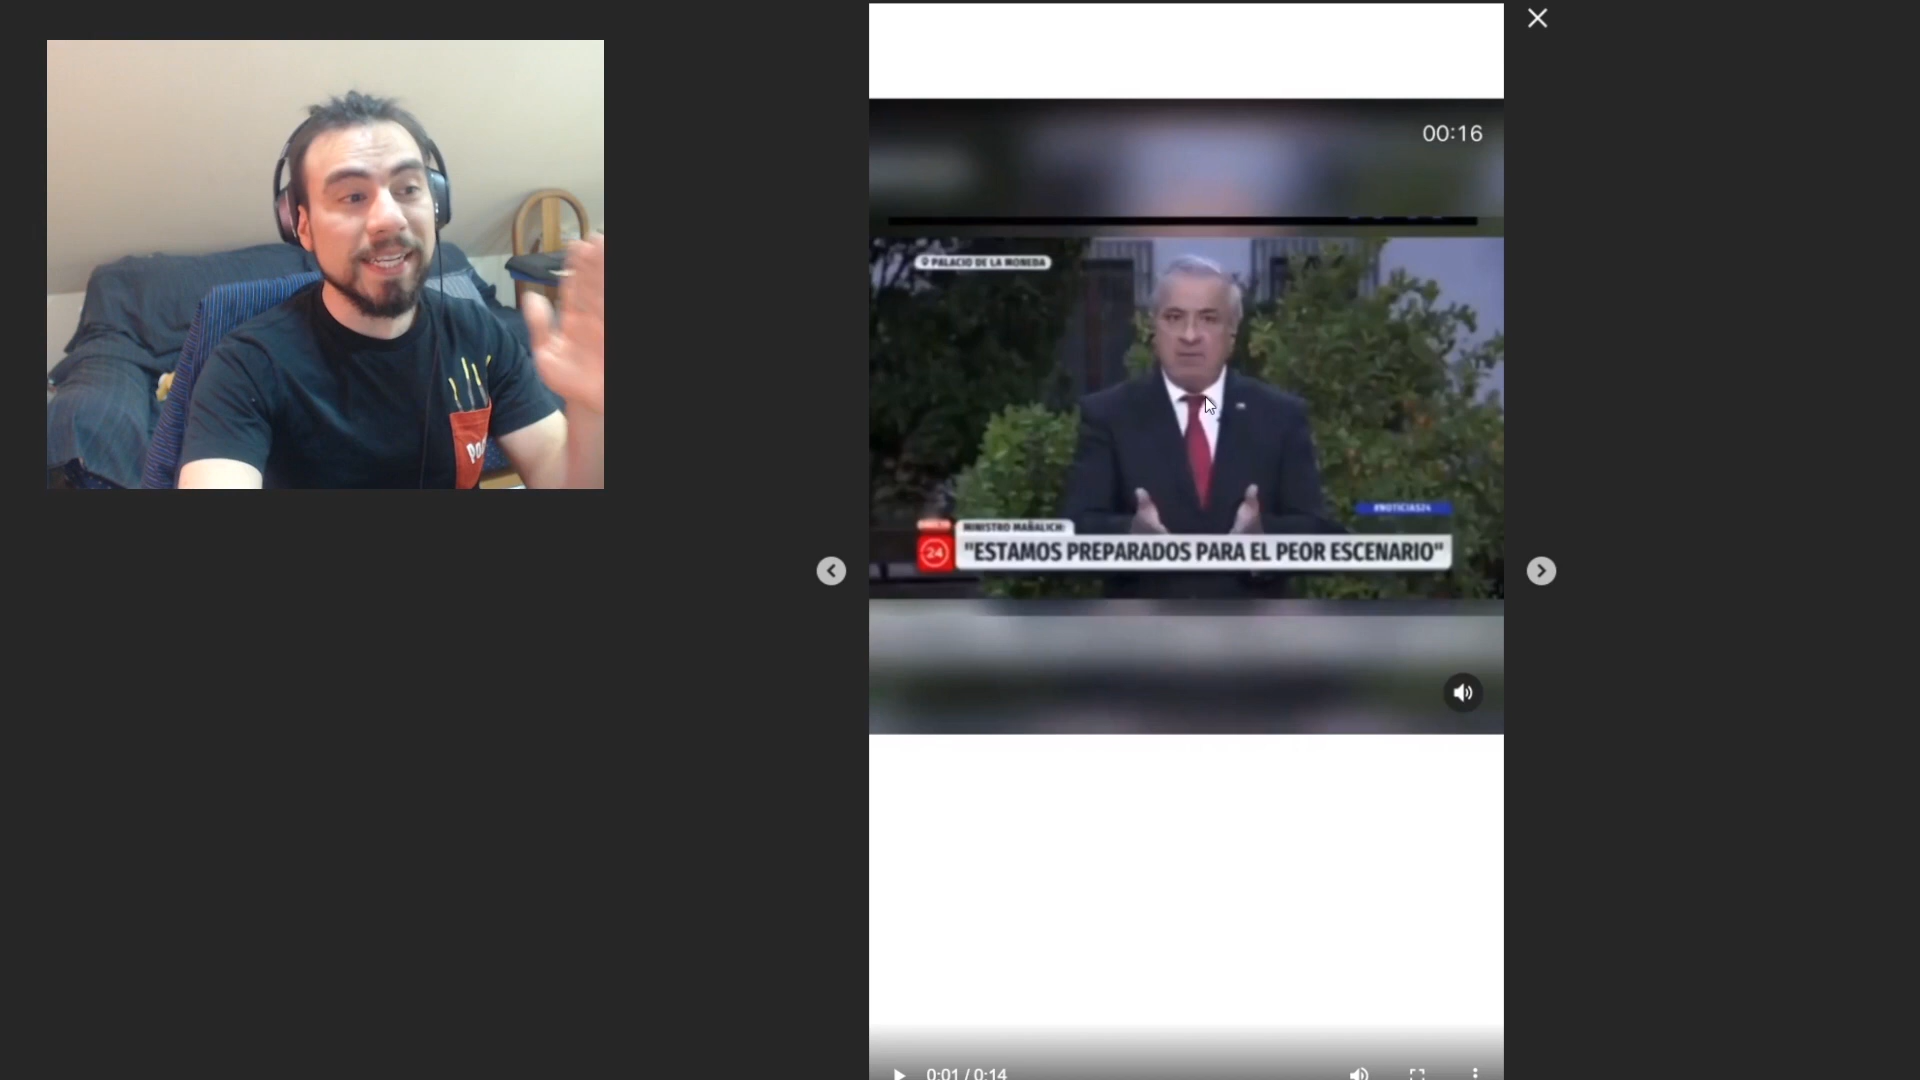 00:16
PALACIO DE LA MONEDA
#NOTICIAS24
MINISTRO MAÑALICH:
24
"ESTAMOS PREPARADOS PARA EL PEOR ESCENARIO"
0:01 / 0:14